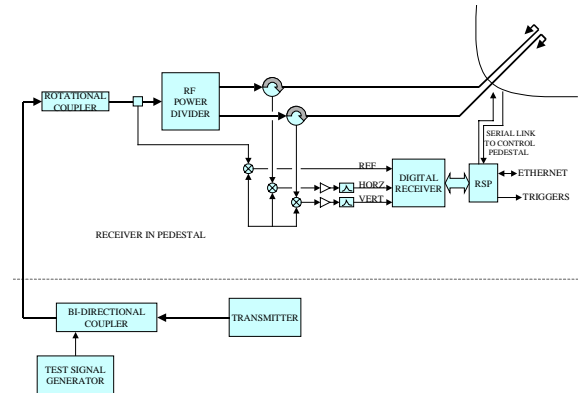 ROTATIONAL
COUPLER
RF
POWER
DIVIDER
SERIAL LINK
TO CONTROL
PEDESTAL
REF
HORZ
VERT
DIGITAL
RECEIVER
RSP
ETHERNET
TRIGGERS
RECEIVER IN PEDESTAL
BI-DIRECTIONAL
COUPLER
TRANSMITTER
TEST SIGNAL
GENERATOR